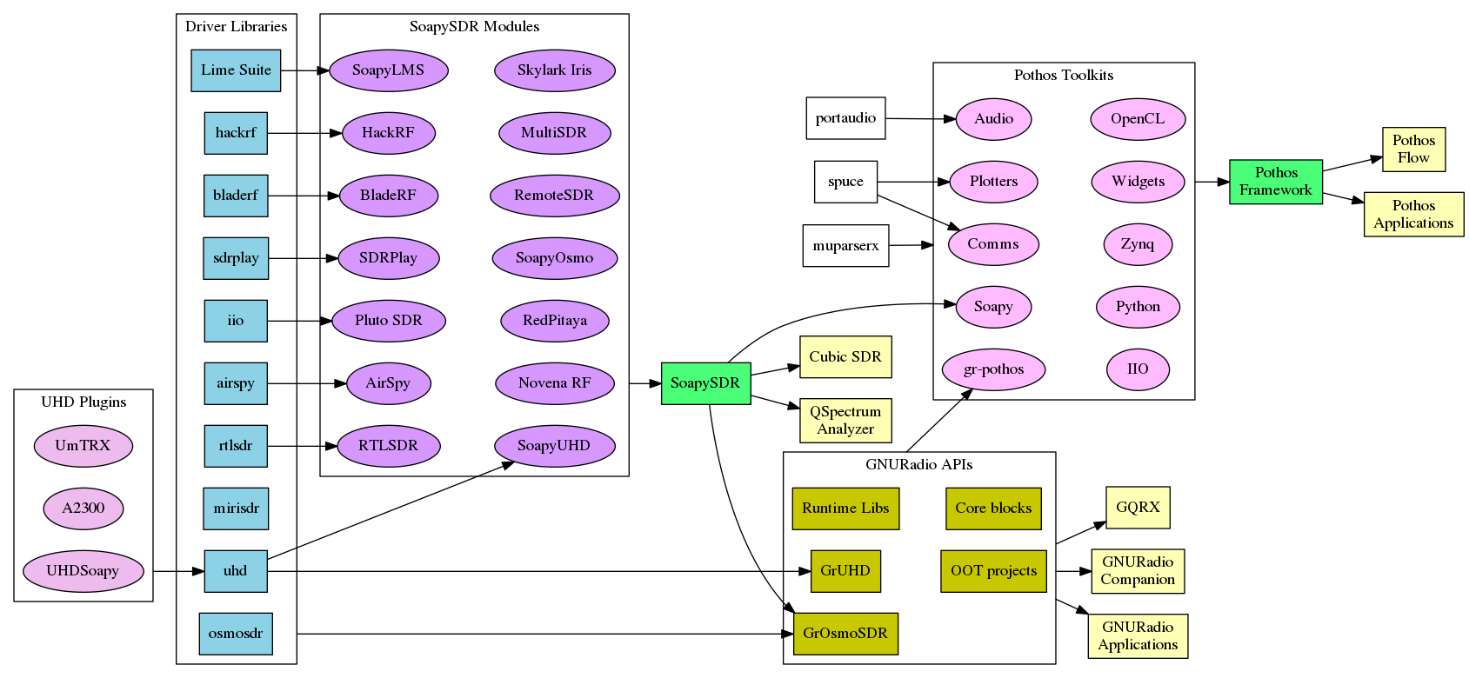 UHD Plugins
UmTRX
A2300
UHDSoapy
Driver Libraries
Lime Suite
hackrf
bladerf
sdrplay
iio
airspy
rtlsdr
mirisdr
uhd
osmosdr
SoapySDR Modules
SoapyLMS
Skylark Iris
HackRF
MultiSDR
BladeRF
RemoteSDR
SDRPlay
SoapyOsmo
Pluto SDR
RedPitaya
AirSpy
Novena RF
RTLSDR
SoapyUHD
SoapySDR
Cubic SDR
QSpectrum
Analyzer
portaudio
spuce
muparserx
Pothos Toolkits
Audio
OpenCL
Plotters
Widgets
Comms
Zynq
Soapy
Python
gr-pothos
IIO
Pothos
Framework
Pothos
Flow
Pothos
Applications
GNURadio APIs
Runtime Libs
Core blocks
GrUHD
OOT projects
GrOsmoSDR
GQRX
GNURadio
Companion
GNURadio
Applications